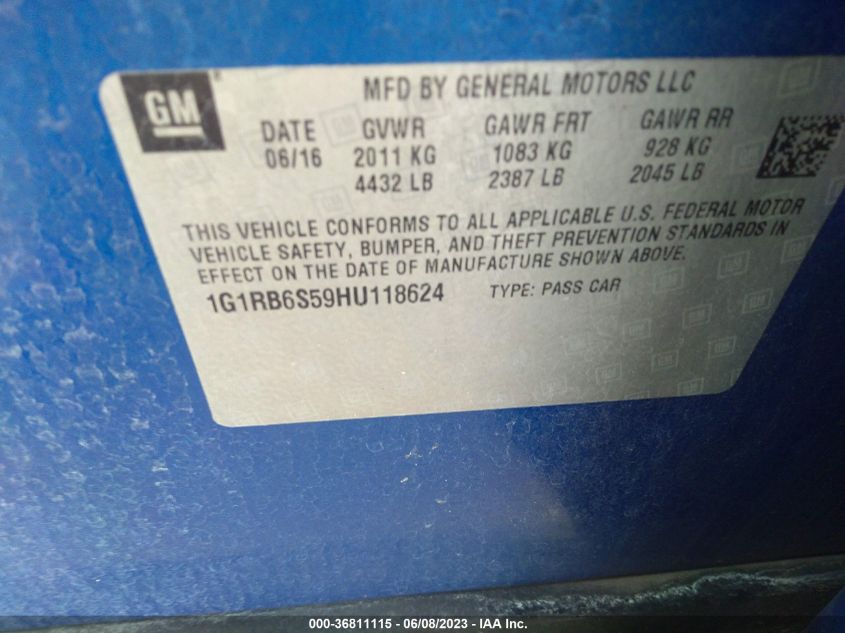 GM ®
MFD BY GENERAL MOTORS LLC
DATE GVWR GAWR FRT GAWR RR
06/16 2011 KG 1083 KG 928 KG
4432 LB 2387 LB 2045 LB
THIS VEHICLE CONFORMS TO ALL APPLICABLE U.S. FEDERAL MOTOR
VEHICLE SAFETY, BUMPER, AND THEFT PREVENTION STANDARDS IN
EFFECT ON THE DATE OF MANUFACTURE SHOWN ABOVE.
1G1RB6S59HU118624 TYPE: PASS CAR
000-36811115 - 06/08/2023 - IAA Inc.